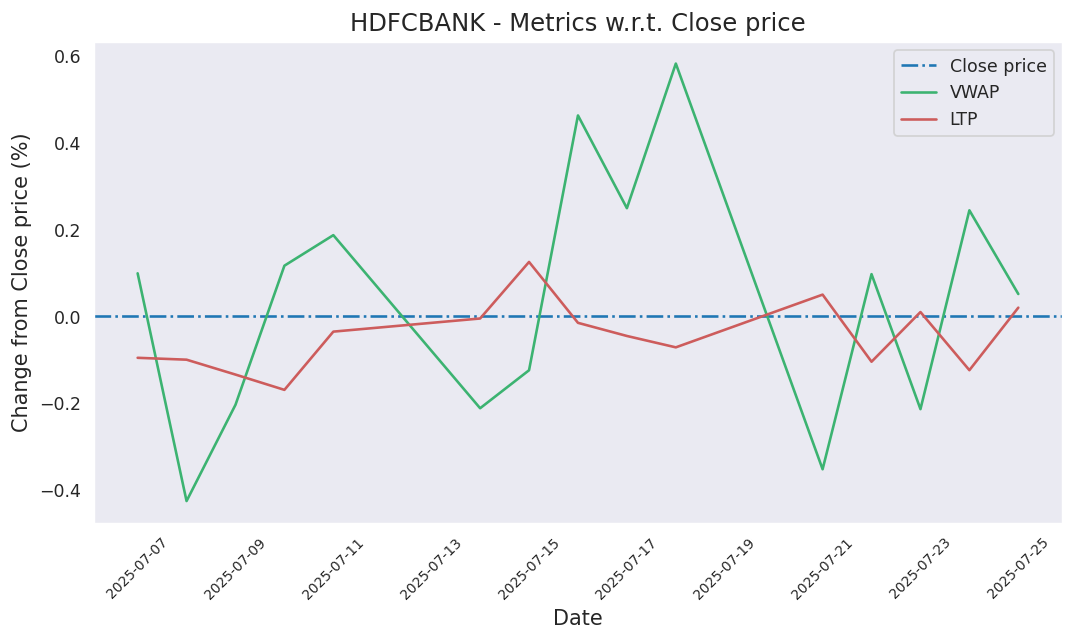 HDFCBANK - Metrics w.r.t. Close price
Close price
VWAP
LTP
Change from Close price (%)
0.6
0.4
0.2
0.0
−0.2
−0.4
2025-07-07
2025-07-09
2025-07-11
2025-07-13
2025-07-15
2025-07-17
2025-07-19
2025-07-21
2025-07-23
2025-07-25
Date